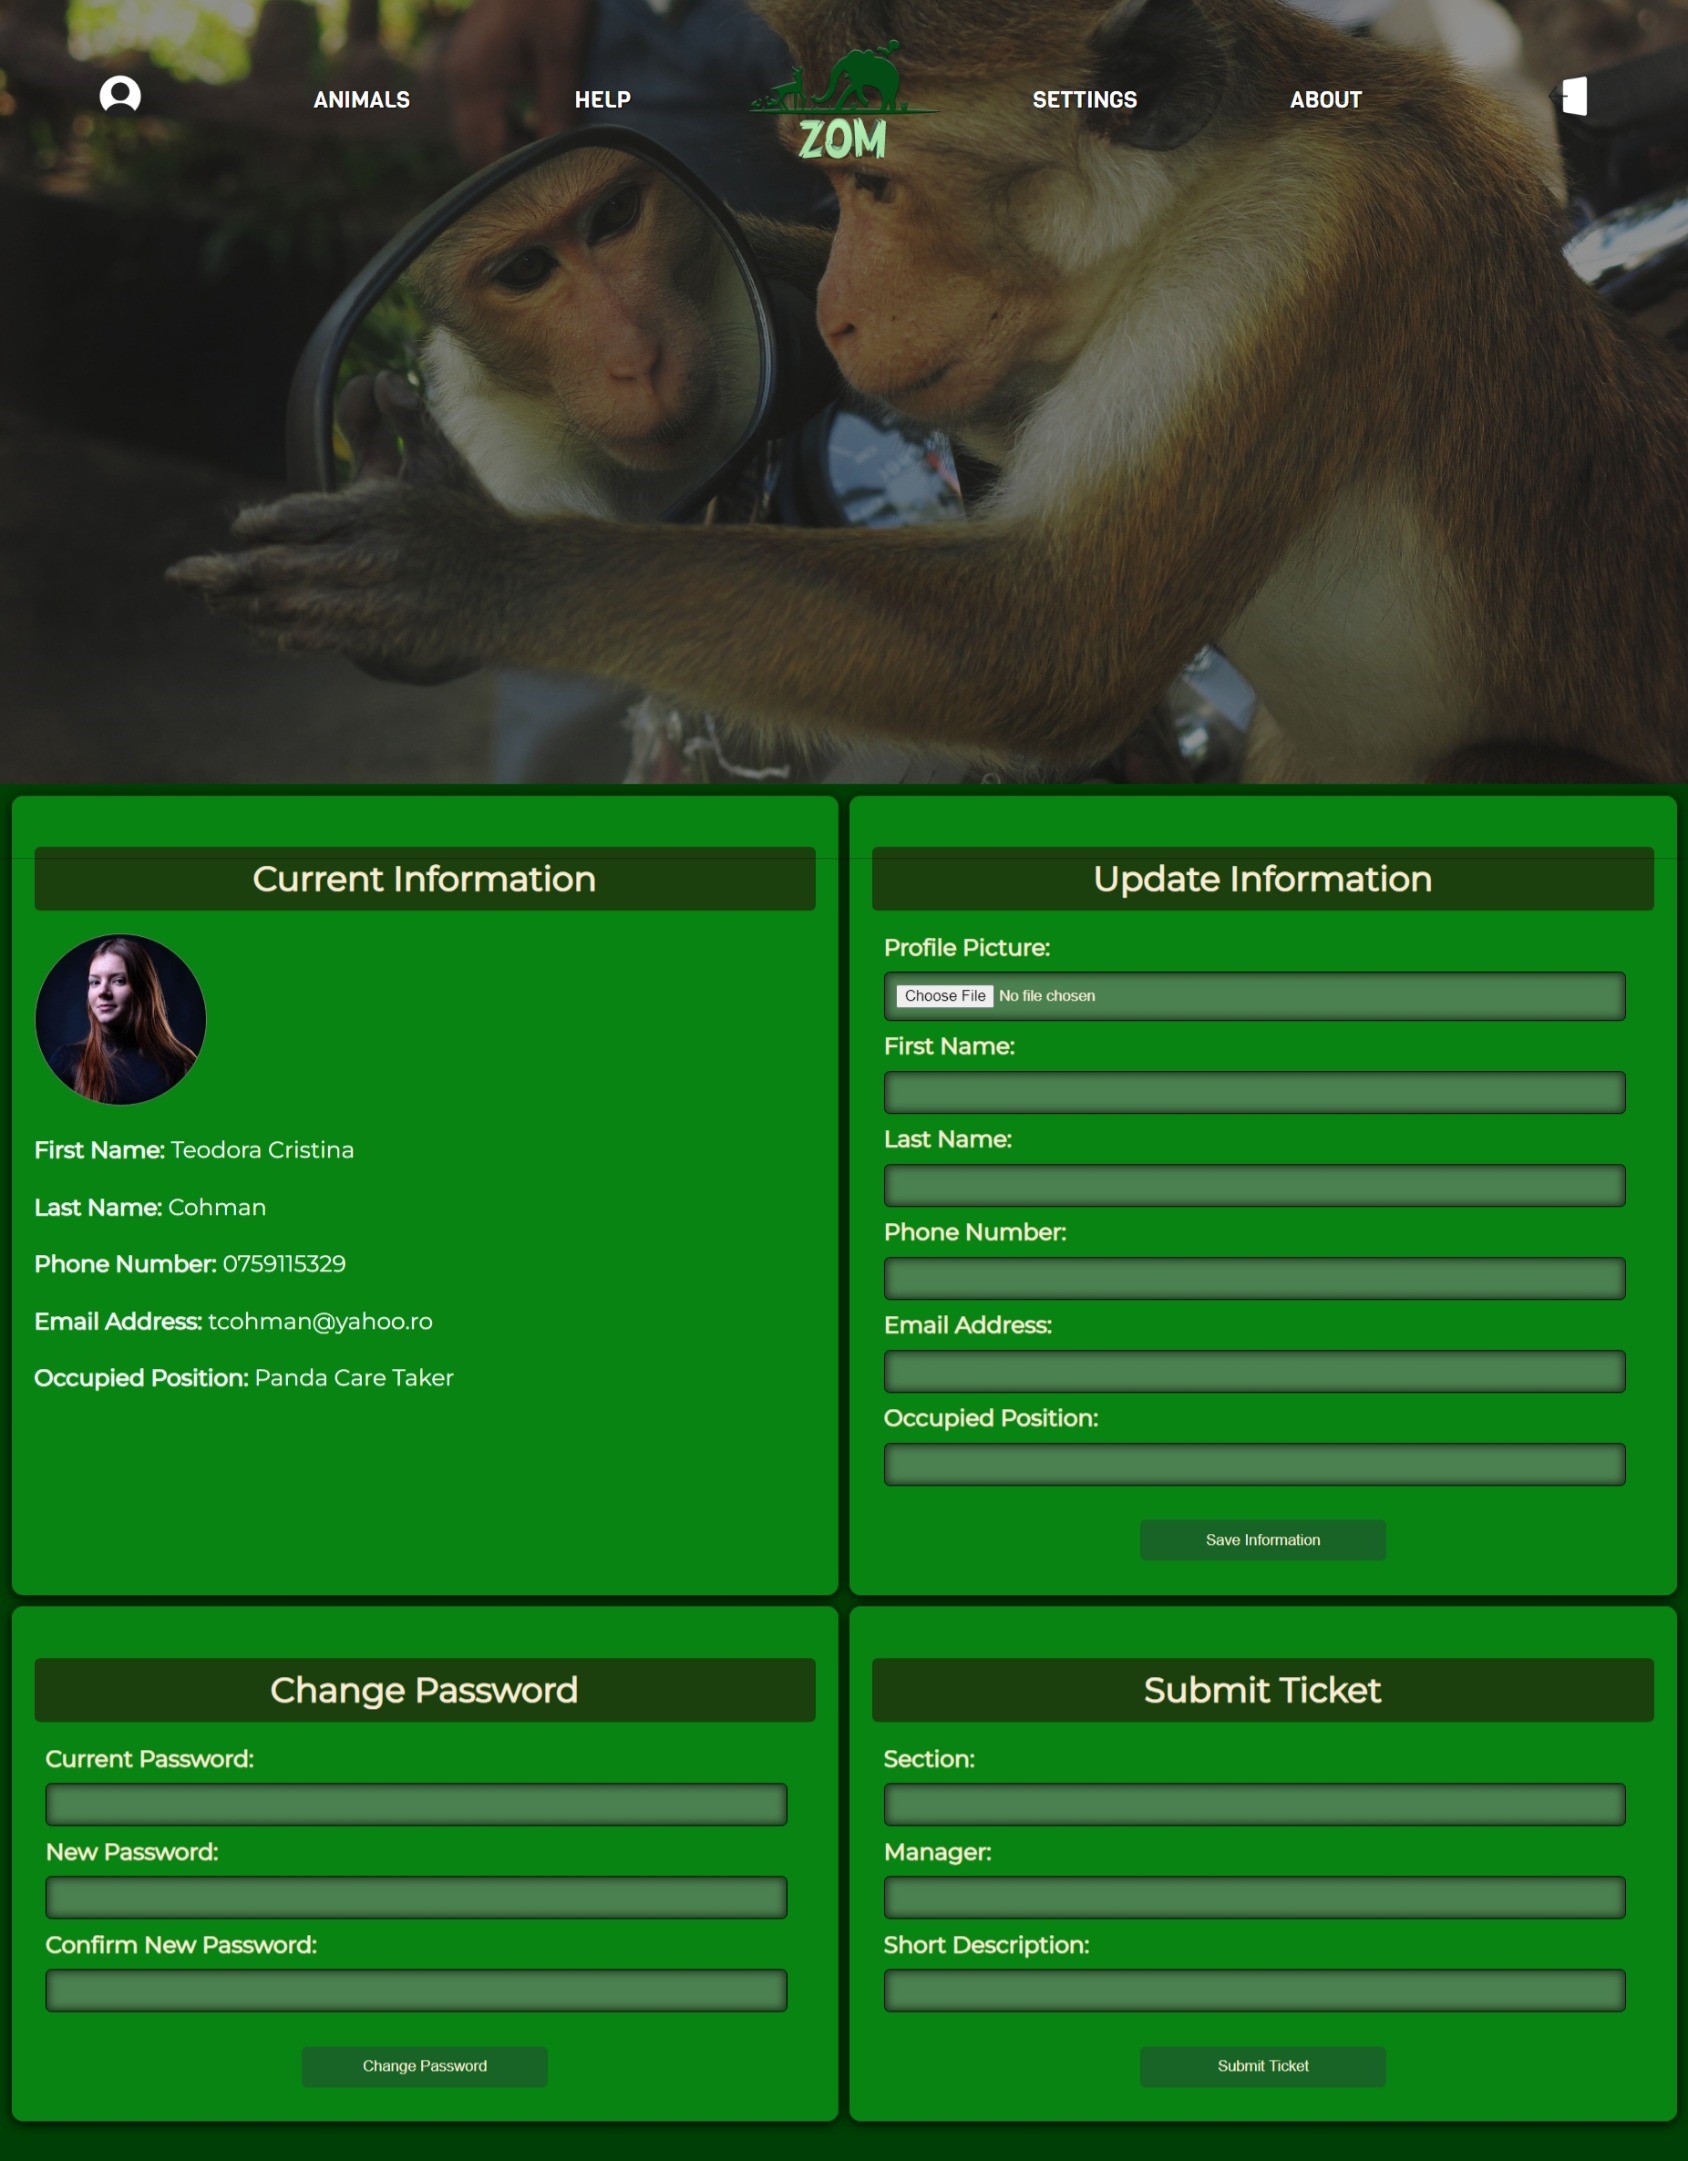 ANIMALS
HELP
ZOM
SETTINGS
ABOUT
Current Information
First Name: Teodora Cristina
Last Name: Cohman
Phone Number: 0759115329
Email Address: tcohman@yahoo.ro
Occupied Position: Panda Care Taker
Update Information
Profile Picture:
Choose File No file chosen
First Name:
Last Name:
Phone Number:
Email Address:
Occupied Position:
Save Information
Change Password
Current Password:
New Password:
Confirm New Password:
Change Password
Submit Ticket
Section:
Manager:
Short Description:
Submit Ticket